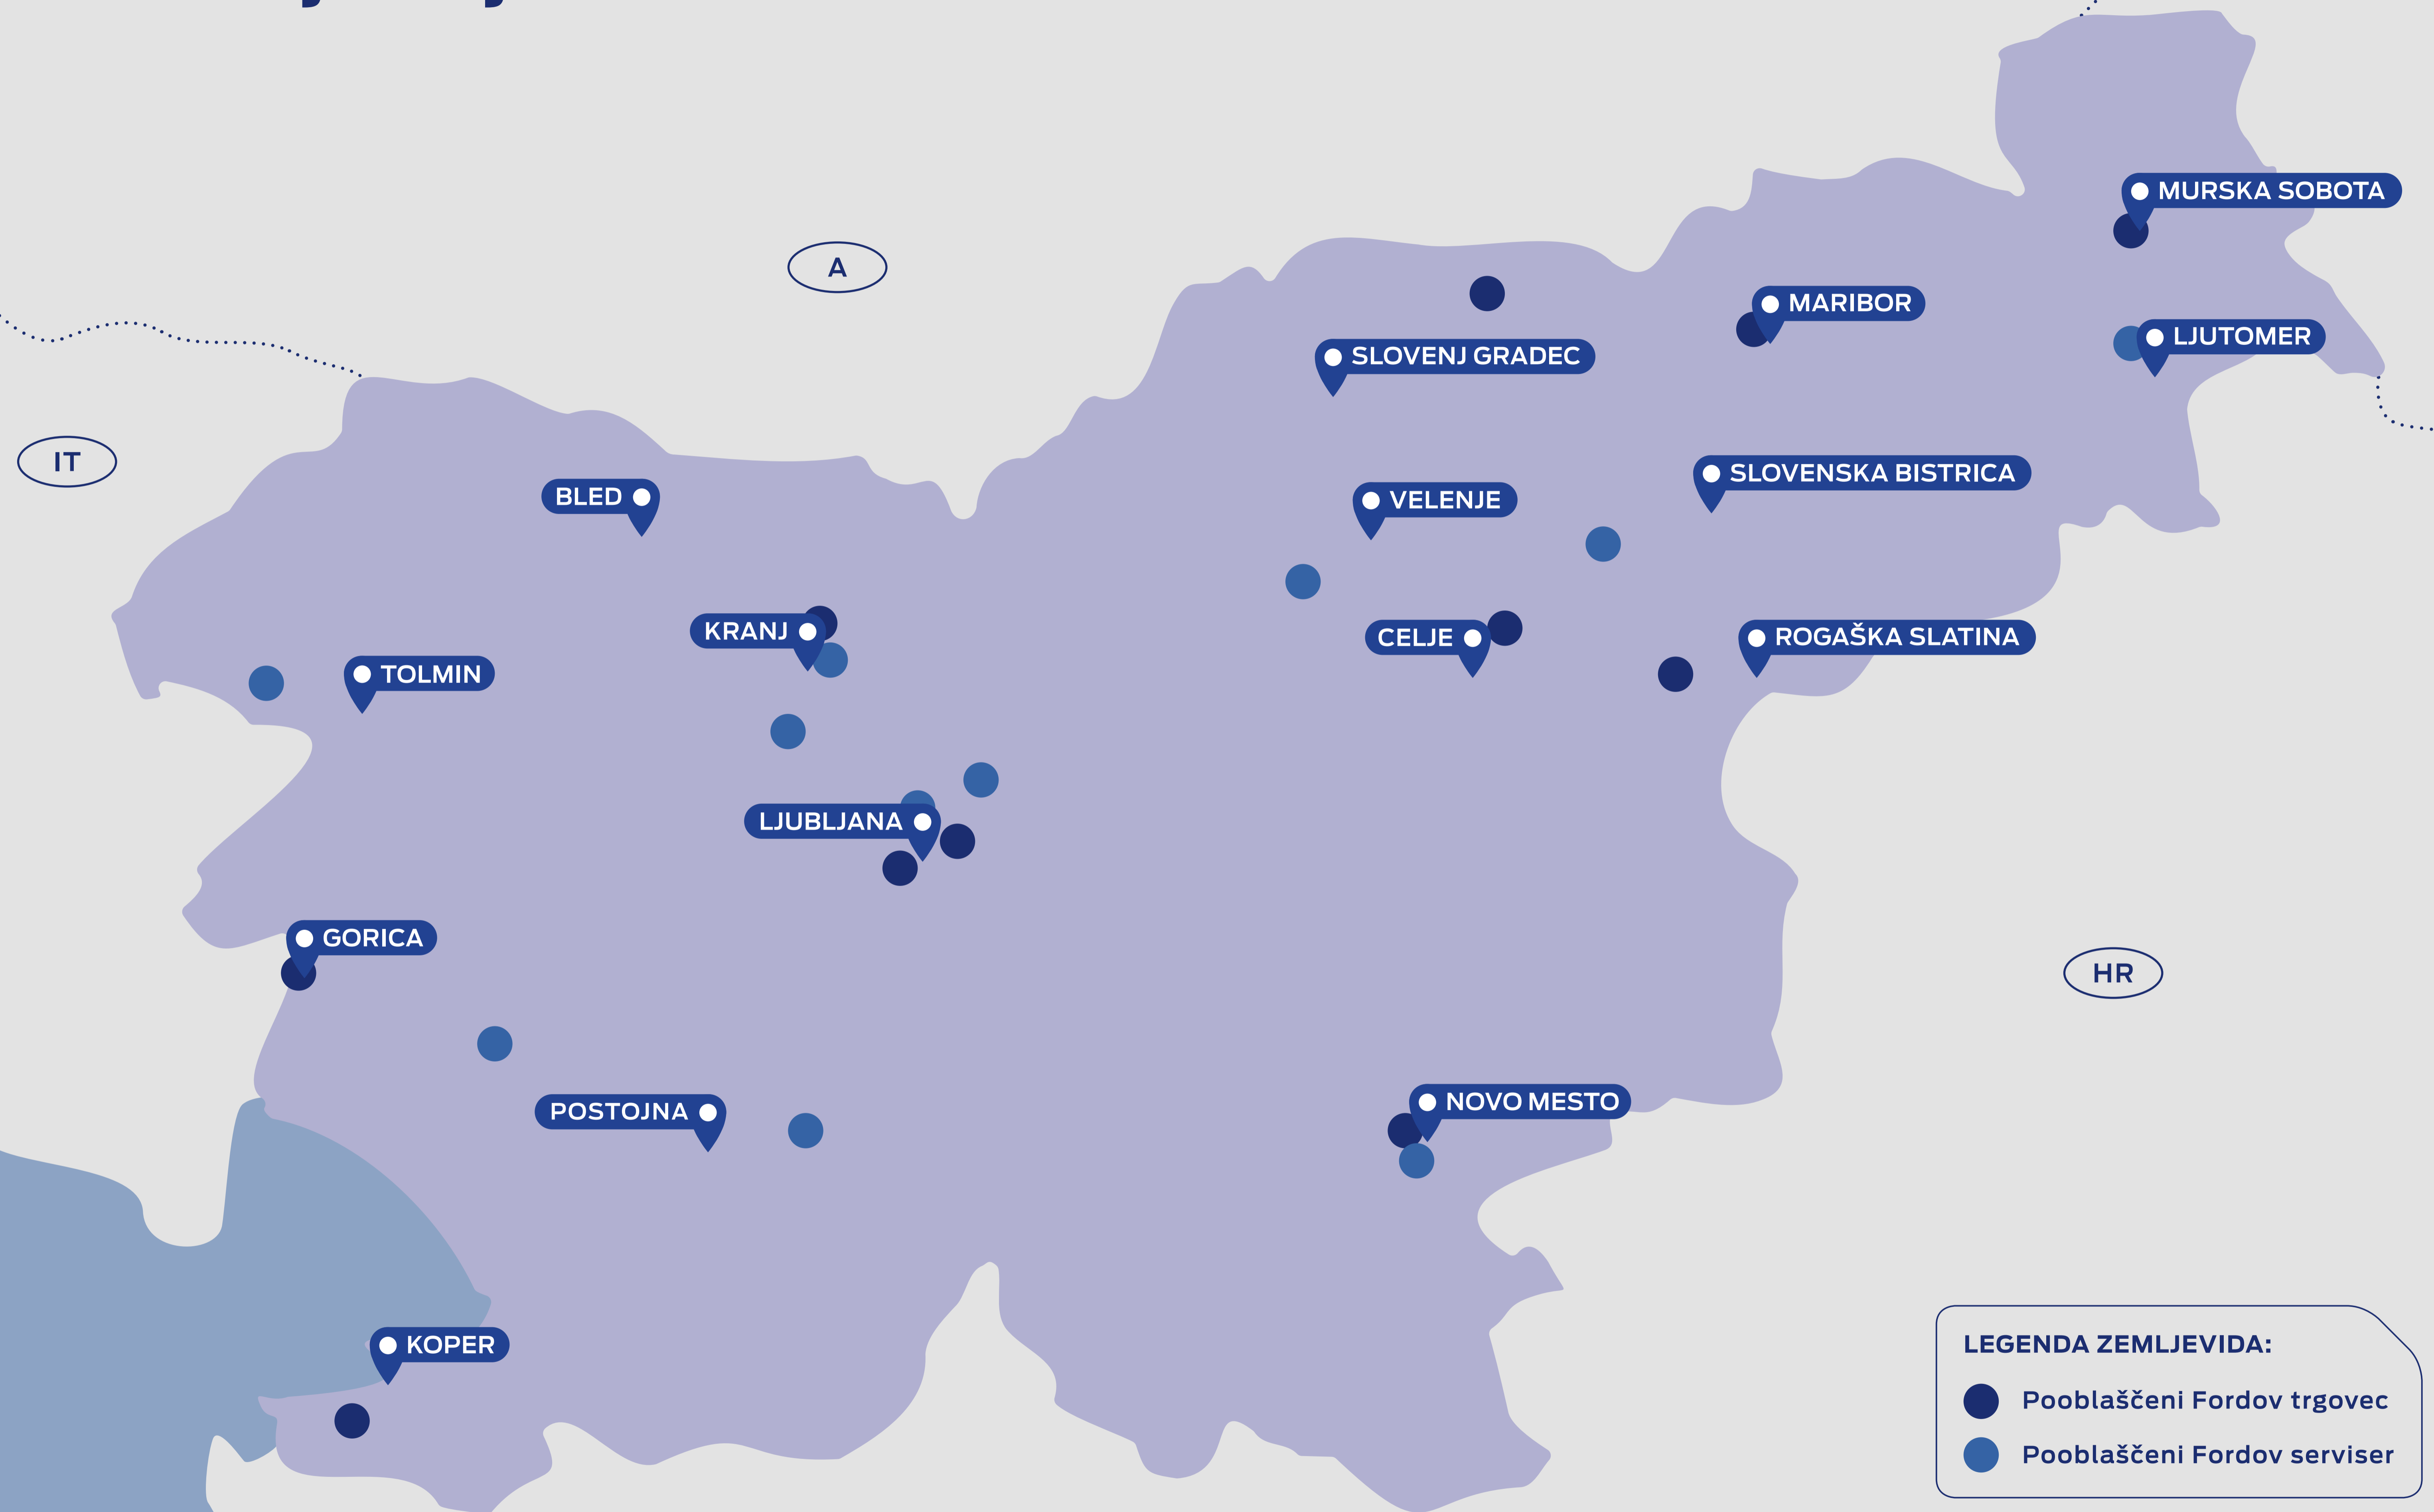 MURSKA SOBOTA
A
MARIBOR
LJUTOMER
SLOVENJ GRADEC
IT
SLOVENSKA BISTRICA
BLED
VELENJE
KRANJ
CELJE
ROGAŠKA SLATINA
TOLMIN
LJUBLJANA
GORICA
HR
NOVO MESTO
POSTOJNA
KOPER
LEGENDA ZEMLJEVIDA:
Pooblaščeni Fordov trgovec
Pooblaščeni Fordov serviser